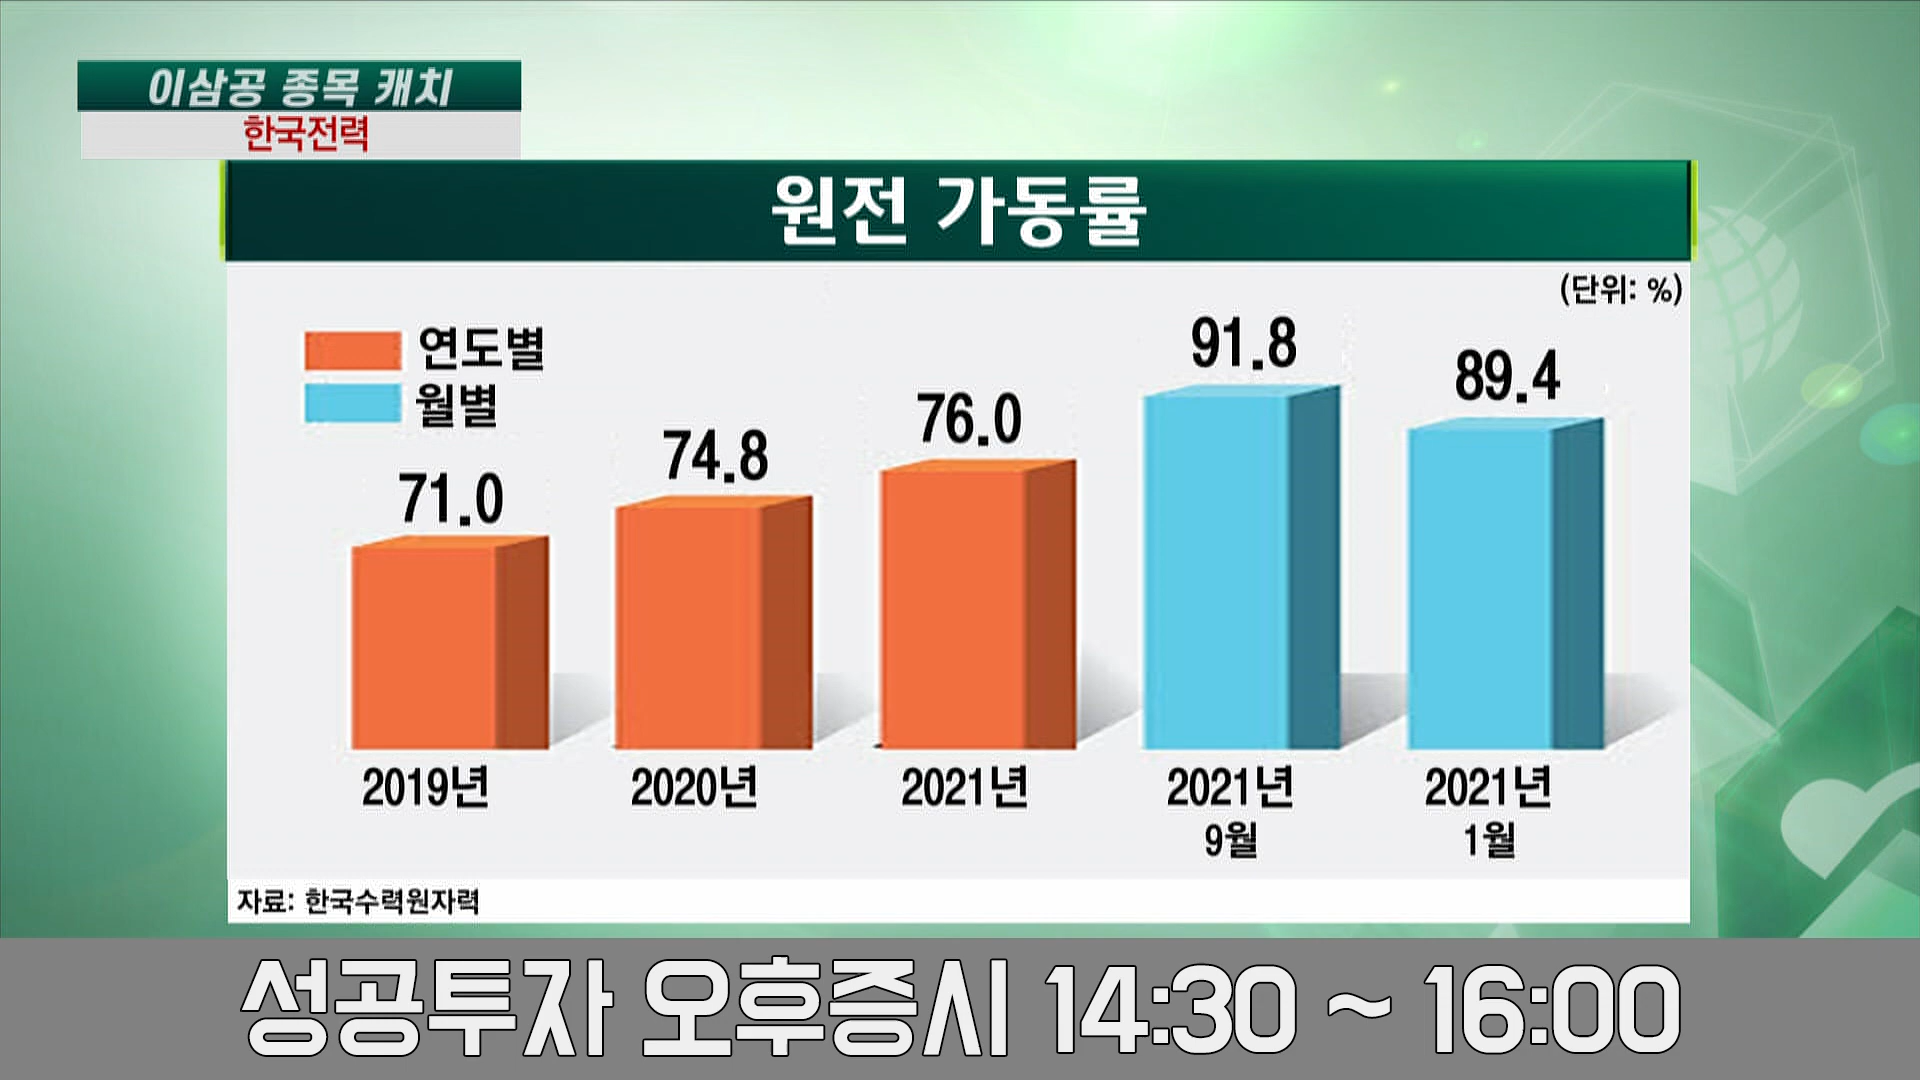 이삼공 종목 캐치
한국전력
원전 가동률
(단위: %)
연도별
월별
71.0
74.8
76.0
91.8
89.4
2019년
2020년
2021년
2021년
9월
2021년
1월
자료: 한국수력원자력
성공투자 오후증시 14:30 ~ 16:00